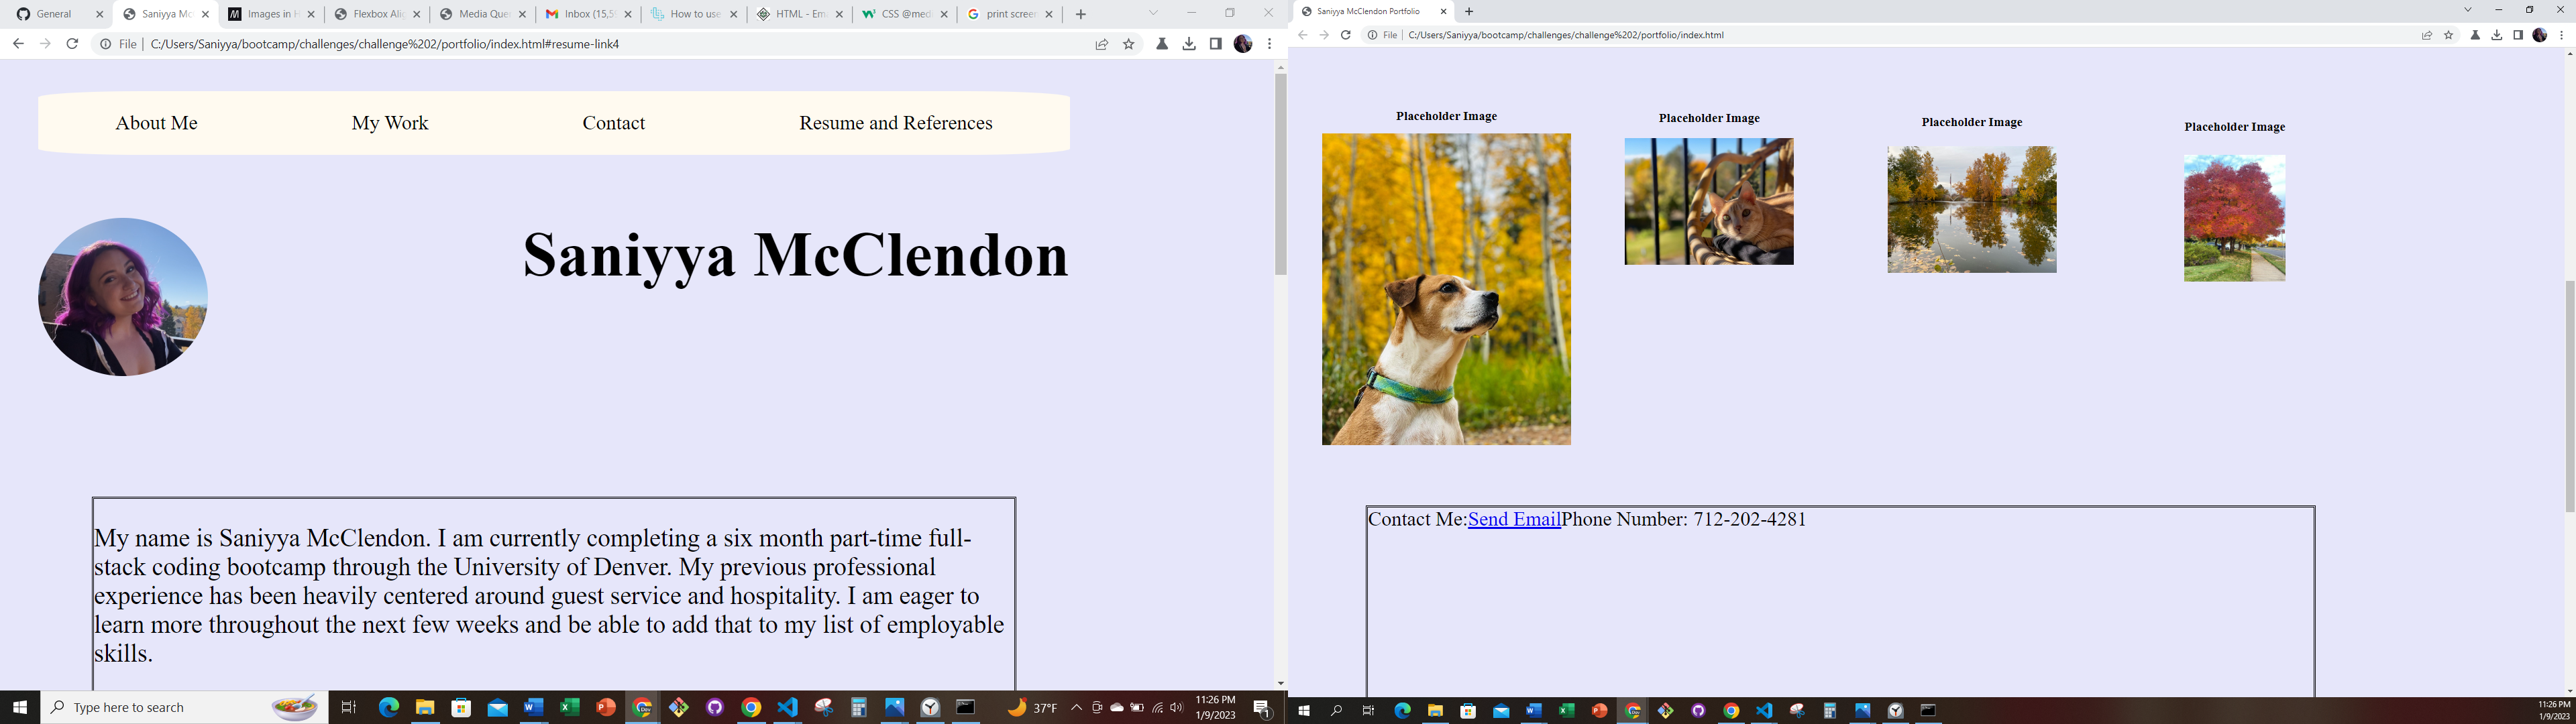 General
Saniyya Mc
Images in H
Flexbox Alig
Media Quer
Inbox (15,5
How to use
HTML - Ema
CSS @medi
print screen
File | C:/Users/Saniyya/bootcamp/challenges/challenge%202/portfolio/index.html#resume-link4
About Me
My Work
Contact
Resume and References
Saniyya McClendon
My name is Saniyya McClendon. I am currently completing a six month part-time full-
stack coding bootcamp through the University of Denver. My previous professional
experience has been heavily centered around guest service and hospitality. I am eager to
learn more throughout the next few weeks and be able to add that to my list of employable
skills.
Type here to search
37°F
11:26 PM
1/9/2023
1
Saniyya McClendon Portfolio
File | C:/Users/Saniyya/bootcamp/challenges/challenge%202/portfolio/index.html
Placeholder Image
Placeholder Image
Placeholder Image
Placeholder Image
Contact Me:Send EmailPhone Number: 712-202-4281
11:26 PM
1/9/2023